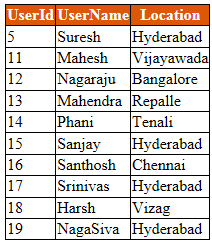 UserId UserName Location
5 Suresh Hyderabad
11 Mahesh Vijayawada
12 Nagaraju Bangalore
13 Mahendra Repalle
14 Phani Tenali
15 Sanjay Hyderabad
16 Santhosh Chennai
17 Srinivas Hyderabad
18 Harsh Vizag
19 NagaSiva Hyderabad